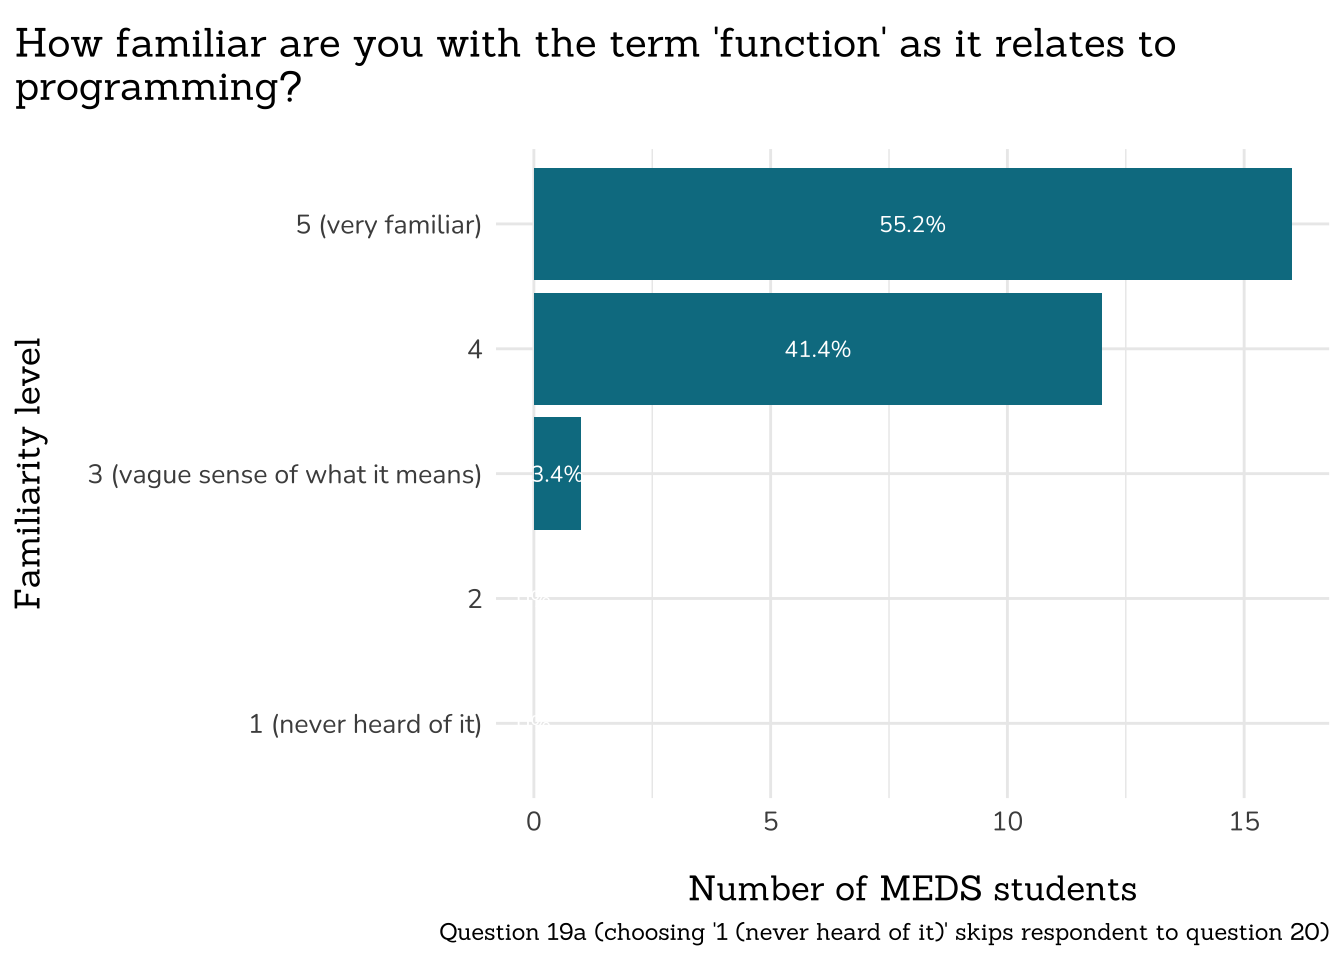 How familiar are you with the term 'function' as it relates to
programming?
Familiarity level
5 (very familiar)
55.2%
4
41.4%
3 (vague sense of what it means)
3.4%
2
1 (never heard of it)
0
5
10
15
Number of MEDS students
Question 19a (choosing '1 (never heard of it)' skips respondent to question 20)